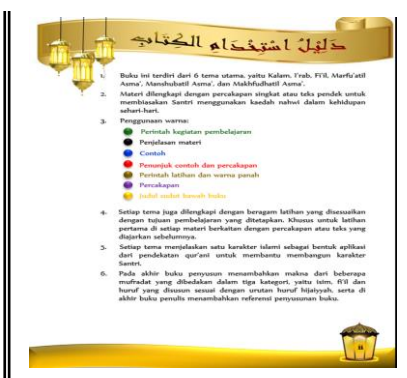 دَلِيْلُ اسْتِخْدَامِ الْكِتَابِ
1. Buku ini terdiri dari 6 tema utama, yaitu Kalam, I'rab, Fi'il, Marfu'atil
Asma', Manshubatil Asma', dan Makhfudhatil Asma'.
2. Materi dilengkapi dengan percakapan singkat atau teks pendek untuk
membiasakan Santri menggunakan kaedah nahwi dalam kehidupan
sehari-hari.
3. Penggunaan warna:
Perintah kegiatan pembelajaran
Penjelasan materi
Contoh
Penunjuk contoh dan percakapan
Perintah latihan dan warna panah
Percakapan
Judul sudut bawah buku
4. Setiap tema juga dilengkapi dengan beragam latihan yang disesuaikan
dengan tujuan pembelajaran yang ditetapkan. Khusus untuk latihan
pertama di setiap materi berkaitan dengan percakapan atau teks yang
diajarkan sebelumnya.
5. Setiap tema menjelaskan satu karakter islami sebagai bentuk aplikasi
dari pendekatan qur'ani untuk membantu membangun karakter
Santri.
6. Pada akhir buku penyusun menambahkan makna dari beberapa
mufradat yang dibedakan dalam tiga kategori, yaitu isim, fi'il dan
huruf yang disusun sesuai dengan urutan huruf hijaiyyah, serta di
akhir buku penulis menambahkan referensi penyusunan buku.